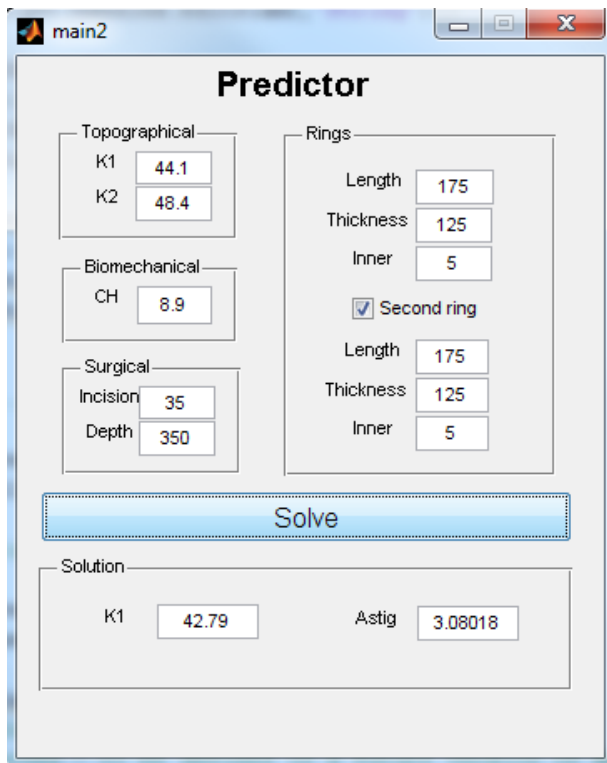 main2
Predictor
Topographical
K1 44.1
K2 48.4
Biomechanical
CH 8.9
Surgical
Incision 35
Depth 350
Rings
Length 175
Thickness 125
Inner 5
Second ring
Length 175
Thickness 125
Inner 5
Solve
Solution
K1 42.79 Astig 3.08018